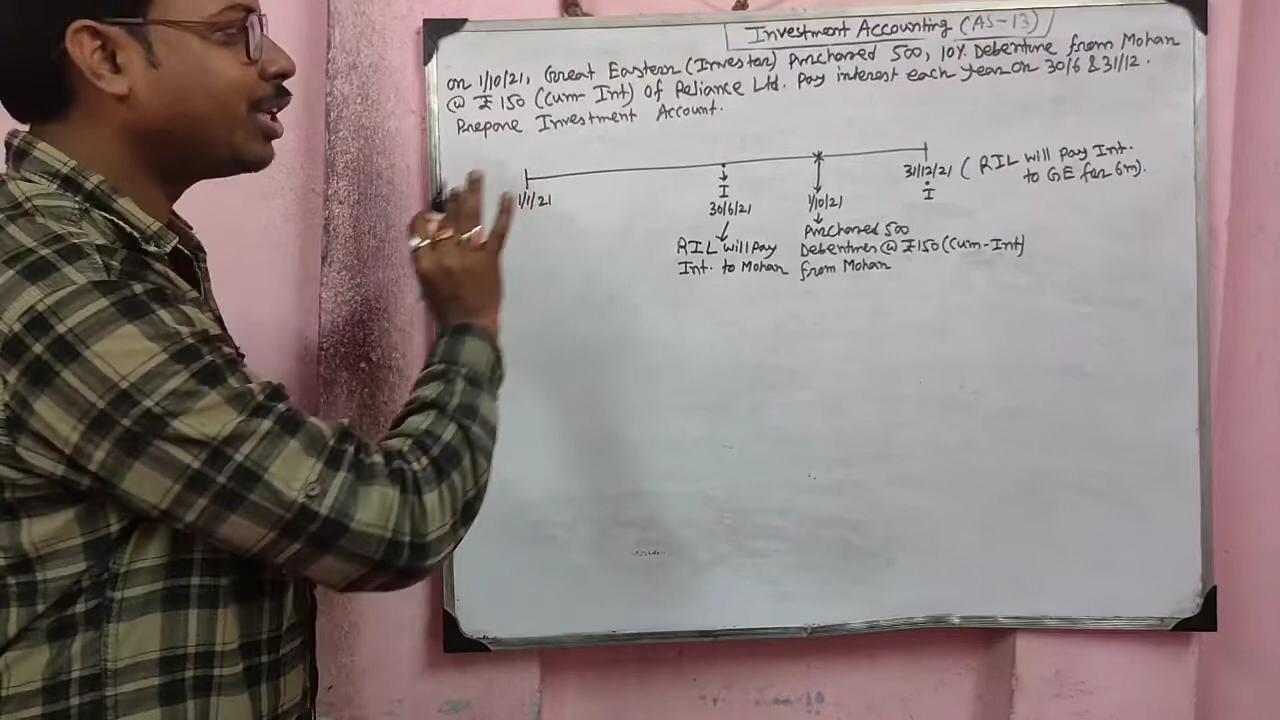 Investment Accounting (AS-13)
On 1/10/21, Great Eastern (Investor) Purchased 500, 10% Debenture from Mohan
@ ₹ 150 (Cum-Int) of Reliance Ltd. Pay interest each year on 30/6 & 31/12.
Prepare Investment Account.
1/1/21
I
30/6/21
RIL will pay
Int. to Mohan
1/10/21
Purchased 500
Debentures @ ₹150 (Cum-Int)
from Mohan
31/12/21 ( RIL will pay Int.
to GE for 6m).
I